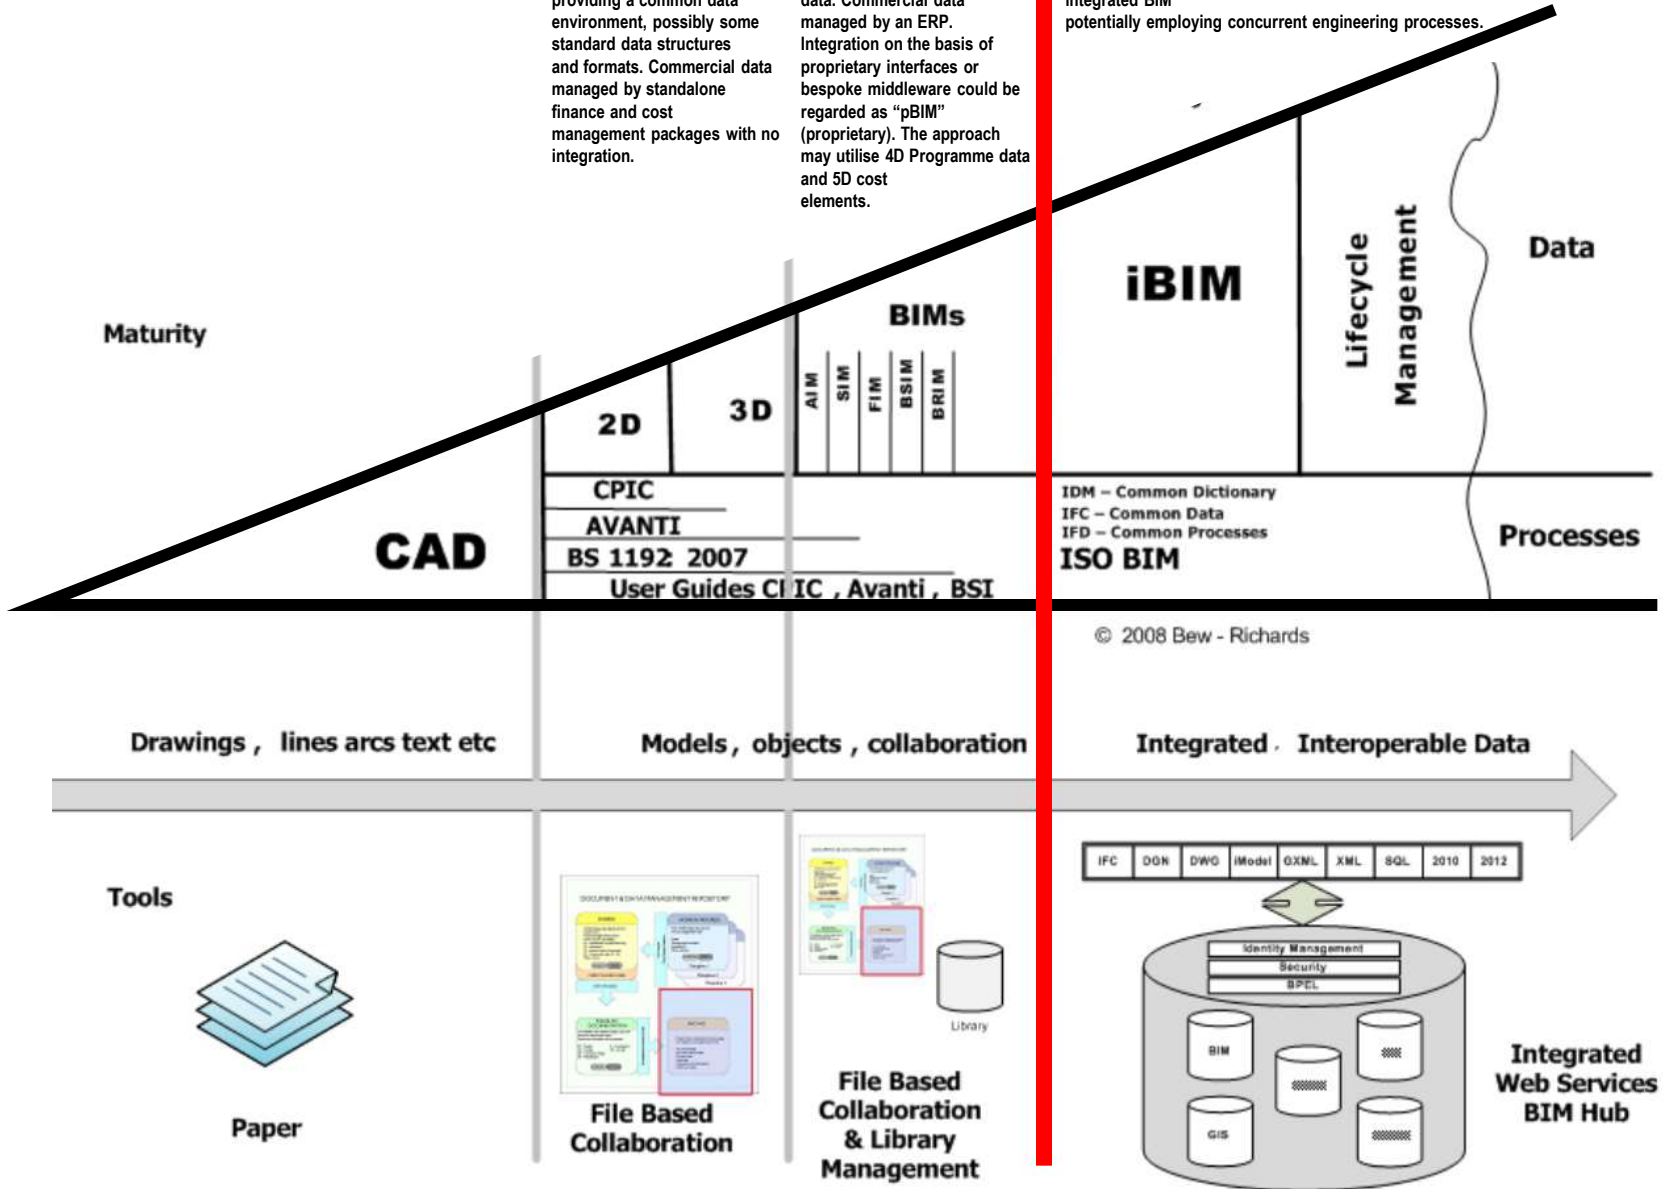 providing a common data
environment, possibly some
standard data structures
and formats. Commercial data
managed by standalone
finance and cost
management packages with no
integration.
data. Commercial data
managed by an ERP.
Integration on the basis of
proprietary interfaces or
bespoke middleware could be
regarded as “pBIM”
(proprietary). The approach
may utilise 4D Programme data
and 5D cost
elements.
integrated BIM
potentially employing concurrent engineering processes.
Maturity
CAD
2D
3D
BIMs
AIM
SIM
FIM
BSIM
BRIM
iBIM
Lifecycle
Management
Data
CPIC
AVANTI
BS 1192: 2007
User Guides CPIC , Avanti , BSI
IDM – Common Dictionary
IFC – Common Data
IFD – Common Processes
ISO BIM
Processes
© 2008 Bew - Richards
Drawings , lines arcs text etc
Models , objects , collaboration
Integrated , Interoperable Data
Tools
Paper
DOCUMENT & DATA MANAGEMENT REPOSITORY
File Based
Collaboration
Library
File Based
Collaboration
& Library
Management
IFC DGN DWG iModel GXML XML SQL 2010 2012
Identity Management
Security
BPEL
BIM
GIS
Integrated
Web Services
BIM Hub